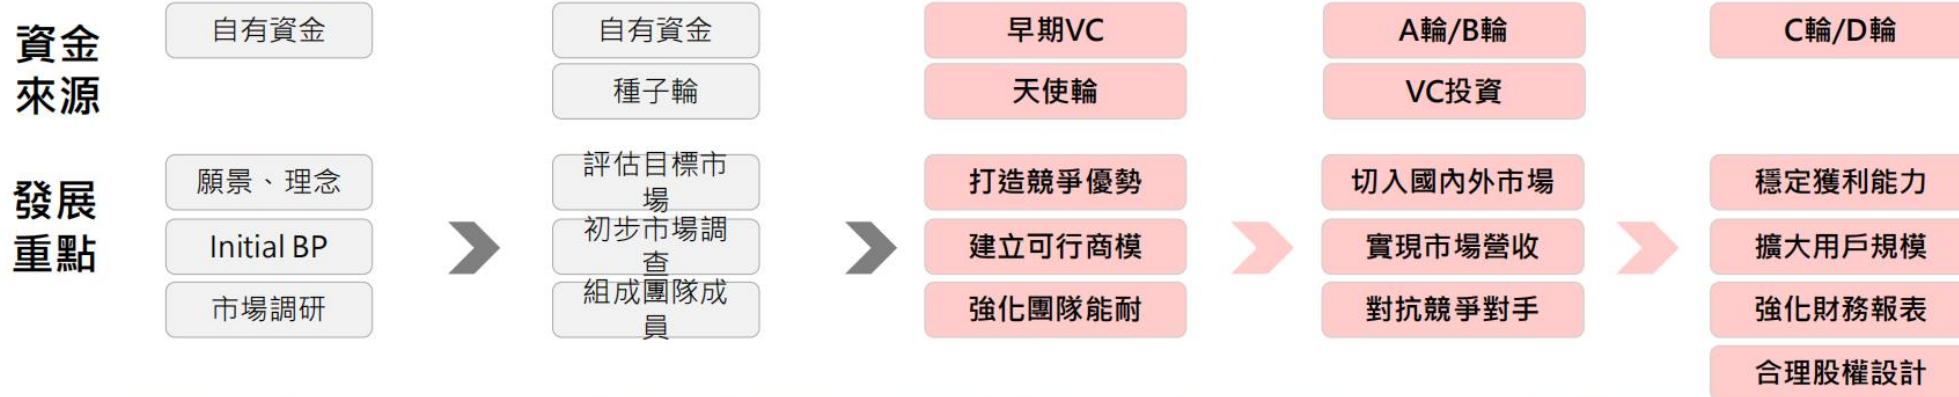 資金
來源
自有資金
自有資金
種子輪
早期VC
天使輪
A輪/B輪
VC投資
C輪/D輪
發展
重點
願景、理念
Initial BP
市場調研
評估目標市
場
初步市場調
查
組成團隊成
員
打造競爭優勢
建立可行商模
強化團隊能耐
切入國內外市場
實現市場營收
對抗競爭對手
穩定獲利能力
擴大用戶規模
強化財務報表
合理股權設計